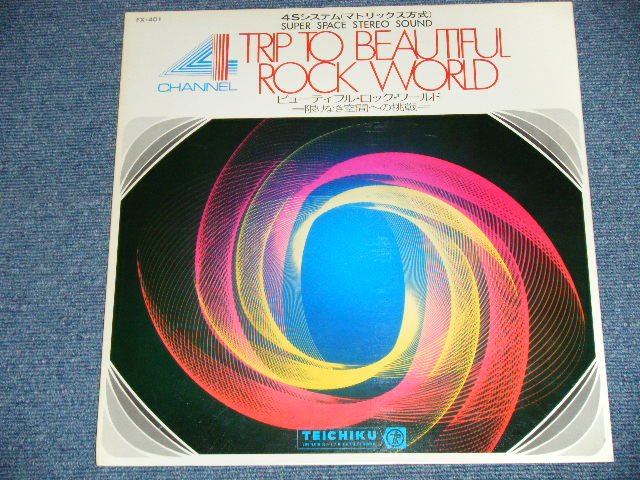 FX-401
4Sシステム(マトリックス方式)
SUPER SPACE STEREO SOUND
4 CHANNEL
TRIP TO BEAUTIFUL
ROCK WORLD
ビューティフル・ロック・ワールド
—限りなき空間への挑戦—
TEICHIKU